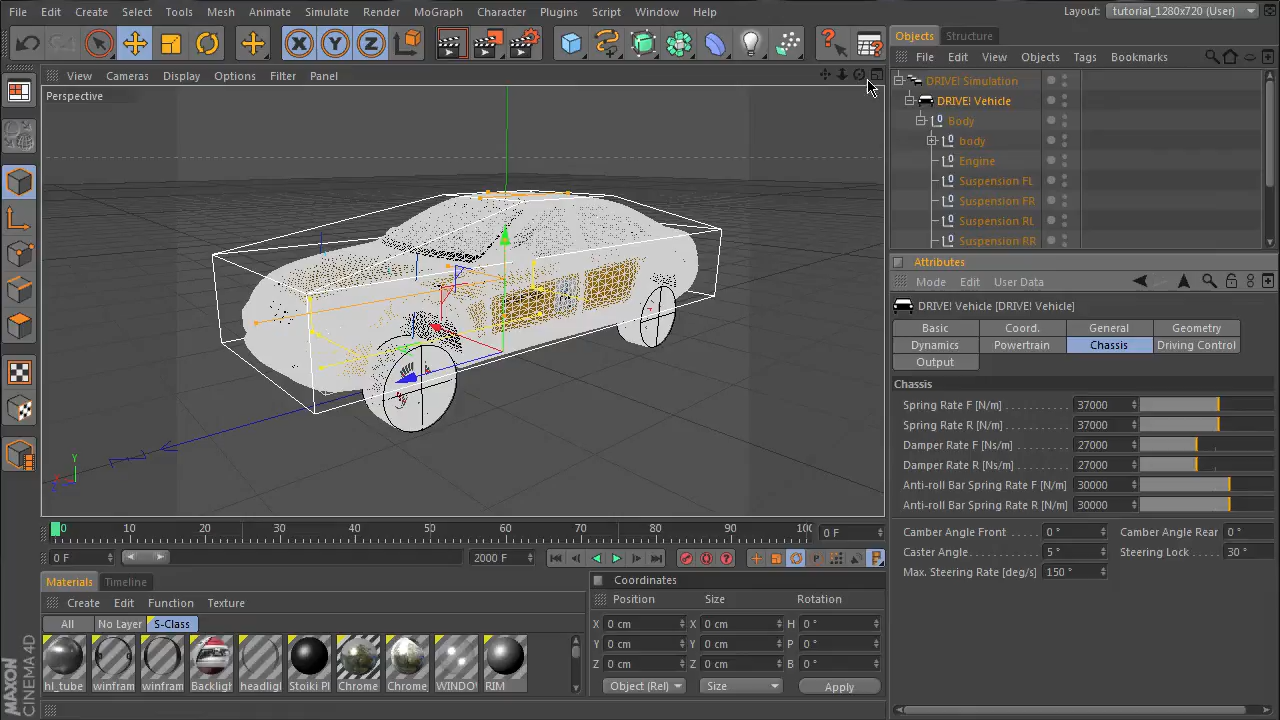 File Edit Create Select Tools Mesh Animate Simulate Render MoGraph Character Plugins Script Window Help Layout: tutorial_1280x720 (User)
X Y Z
Objects Structure
File Edit View Objects Tags Bookmarks
View Cameras Display Options Filter Panel
Perspective
DRIVE! Simulation
DRIVE! Vehicle
Body
body
Engine
Suspension FL
Suspension FR
Suspension RL
Suspension RR
Attributes
Mode Edit User Data
DRIVE! Vehicle [DRIVE! Vehicle]
Basic Coord. General Geometry
Dynamics Powertrain Chassis Driving Control
Output
Chassis
Spring Rate F [N/m] 37000
Spring Rate R [N/m] 37000
Damper Rate F [Ns/m] 27000
Damper Rate R [Ns/m] 27000
Anti-roll Bar Spring Rate F [N/m] 30000
Anti-roll Bar Spring Rate R [N/m] 30000
Camber Angle Front 0 ° Camber Angle Rear 0 °
Caster Angle 5 ° Steering Lock 30 °
Max. Steering Rate [deg/s] 150 °
Y
0 10 20 30 40 50 60 70 80 90 100 0 F
0 F 2000 F
Materials Timeline
Create Edit Function Texture
All No Layer S-Class
hl_tube winfram winfram Backligh headligl Stoiki Pl Chrome Chrome WINDO' RIM
Coordinates
Position Size Rotation
X 0 cm X 0 cm H 0 °
Y 0 cm Y 0 cm P 0 °
Z 0 cm Z 0 cm B 0 °
Object (Rel) Size Apply
MAXON
CINEMA 4D